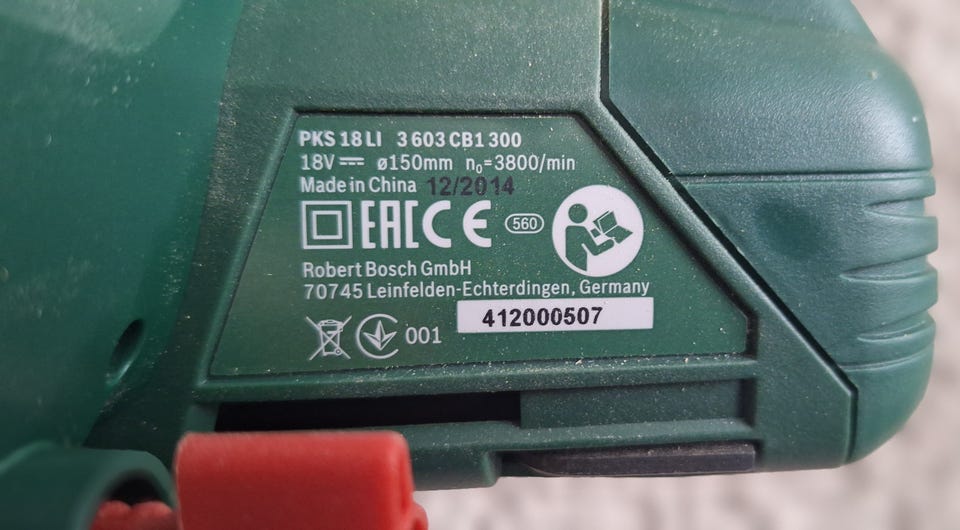 PKS 18 LI 3 603 CB1 300
18V ⎓ ø150mm n₀=3800/min
Made in China 12/2014
EAC CE 560
Robert Bosch GmbH
70745 Leinfelden-Echterdingen, Germany
412000507
001